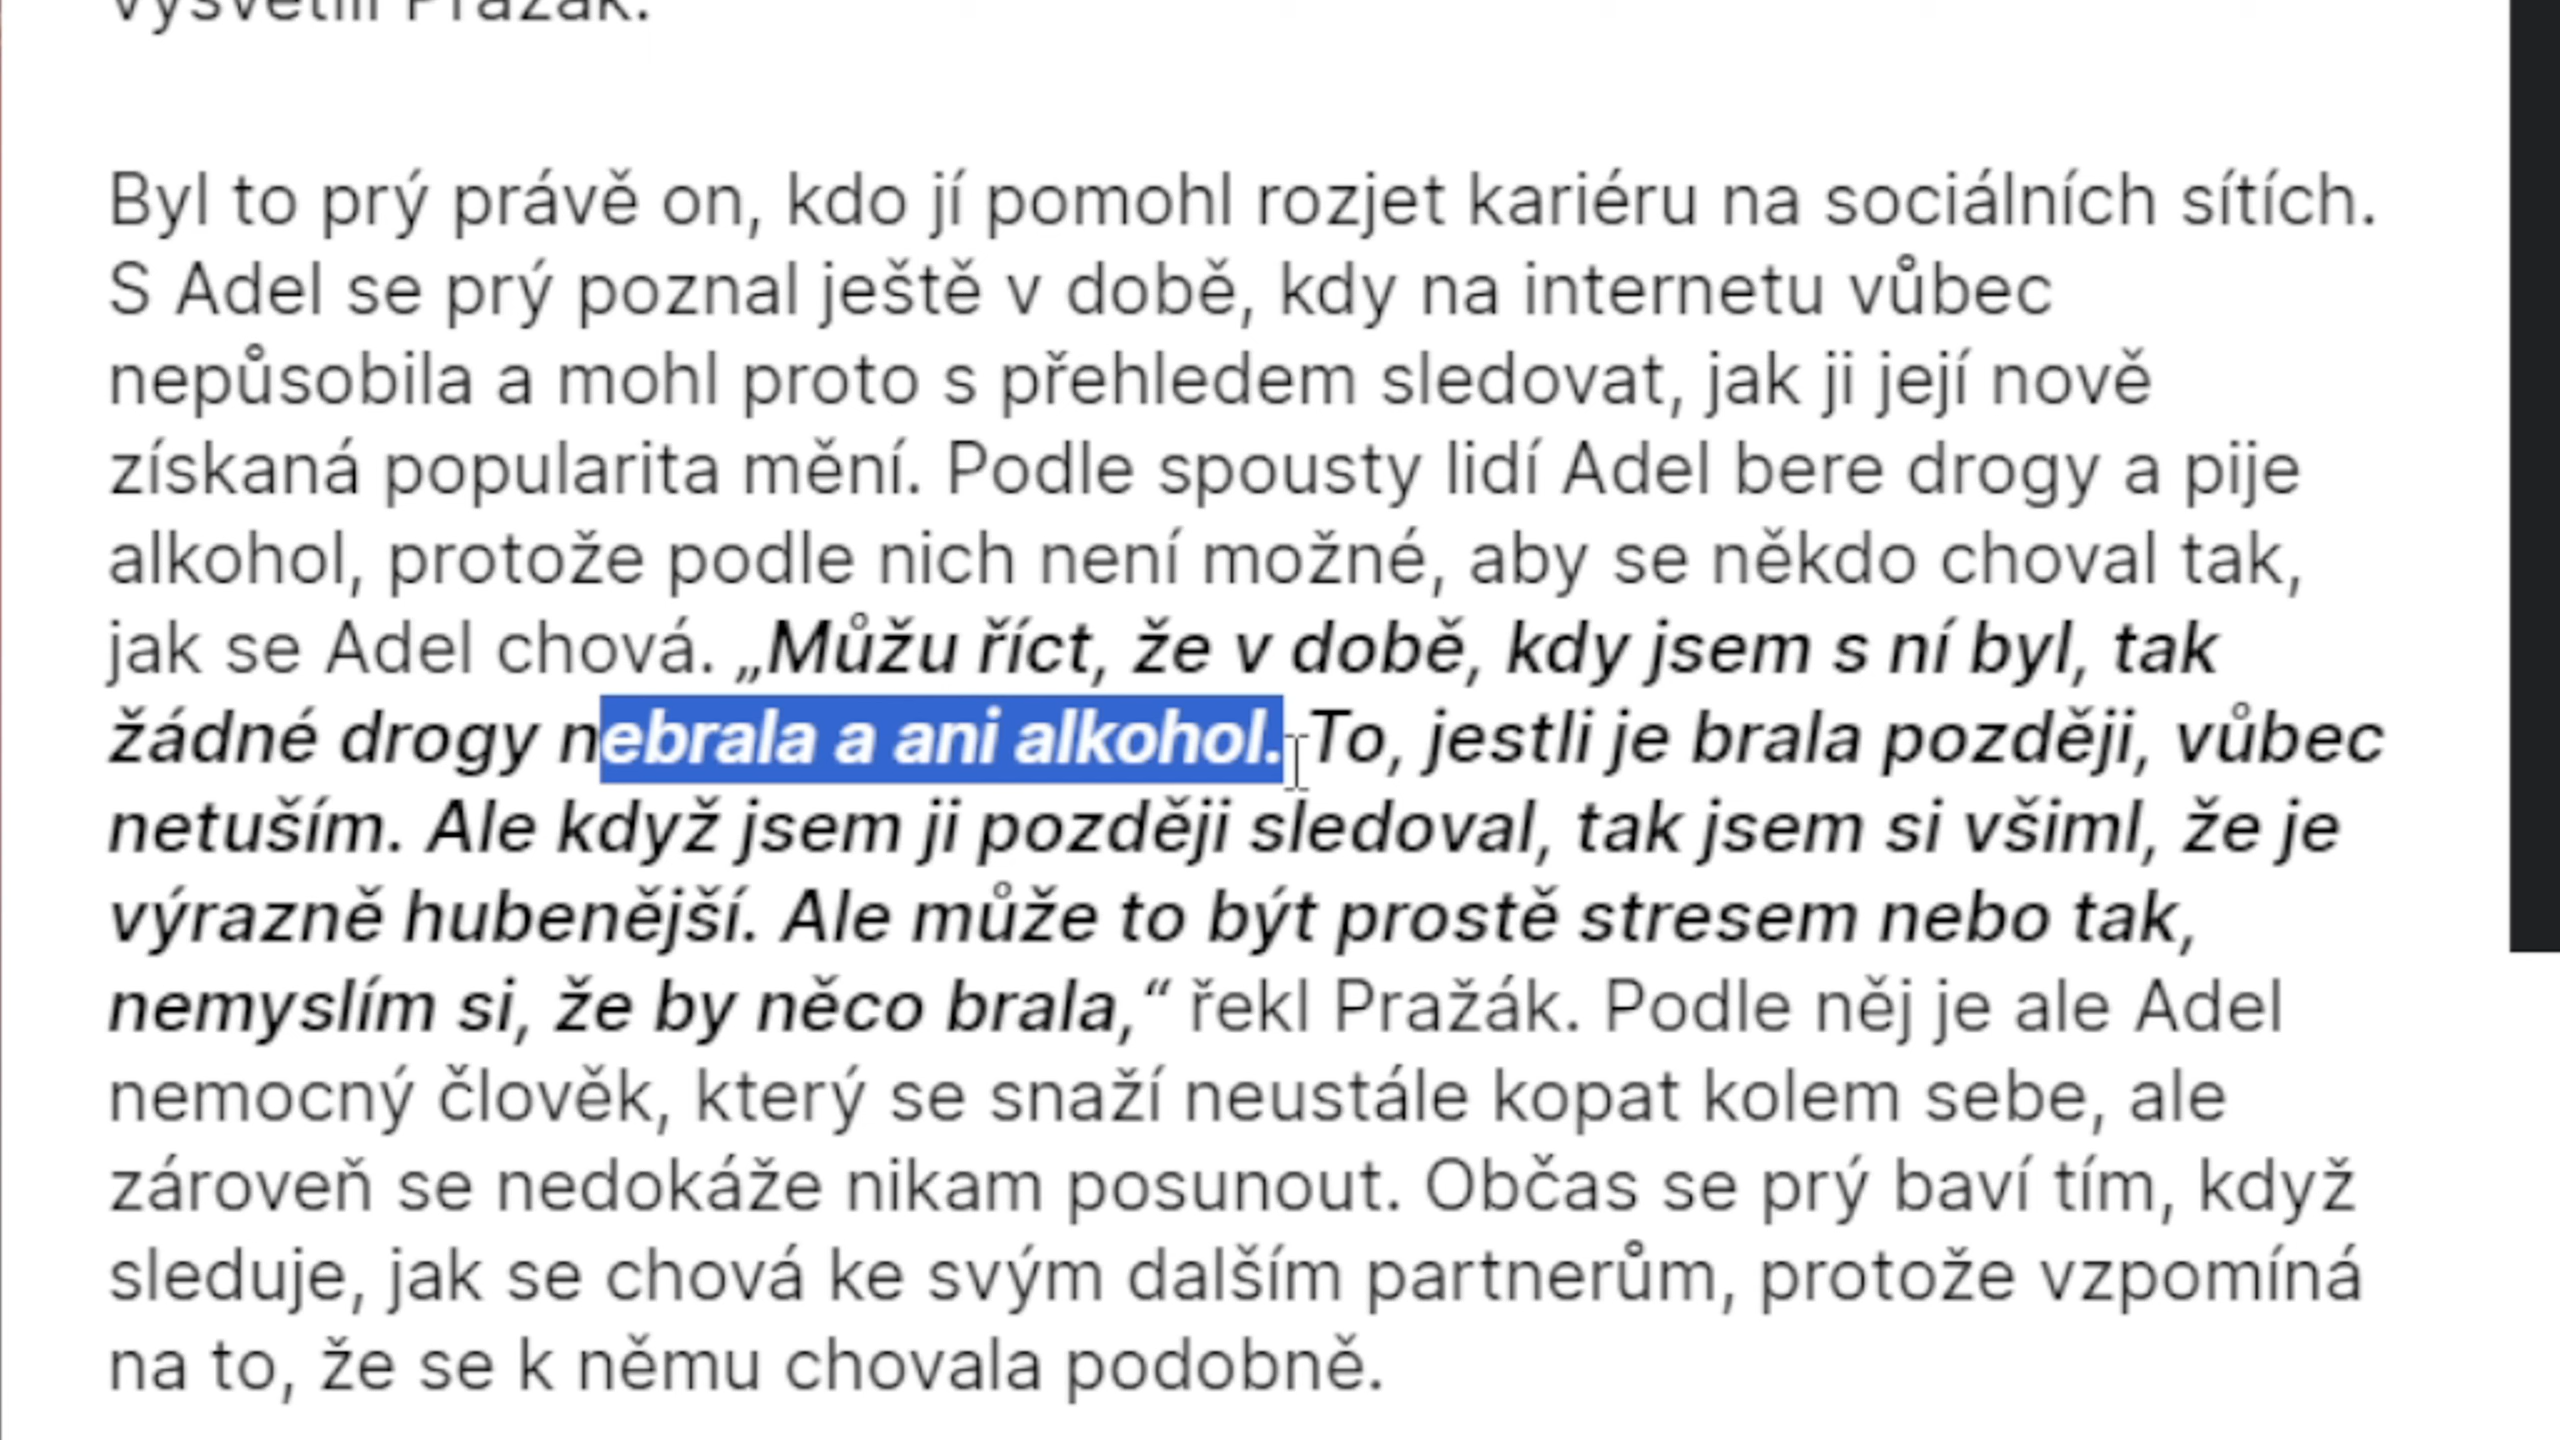 vysvětlil Pražák.
Byl to prý právě on, kdo jí pomohl rozjet kariéru na sociálních sítích.
S Adel se prý poznal ještě v době, kdy na internetu vůbec
nepůsobila a mohl proto s přehledem sledovat, jak ji její nově
získaná popularita mění. Podle spousty lidí Adel bere drogy a pije
alkohol, protože podle nich není možné, aby se někdo choval tak,
jak se Adel chová. „Můžu říct, že v době, kdy jsem s ní byl, tak
žádné drogy nebrala a ani alkohol. To, jestli je brala později, vůbec
netuším. Ale když jsem ji později sledoval, tak jsem si všiml, že je
výrazně hubenější. Ale může to být prostě stresem nebo tak,
nemyslím si, že by něco brala,“ řekl Pražák. Podle něj je ale Adel
nemocný člověk, který se snaží neustále kopat kolem sebe, ale
zároveň se nedokáže nikam posunout. Občas se prý baví tím, když
sleduje, jak se chová ke svým dalším partnerům, protože vzpomíná
na to, že se k němu chovala podobně.